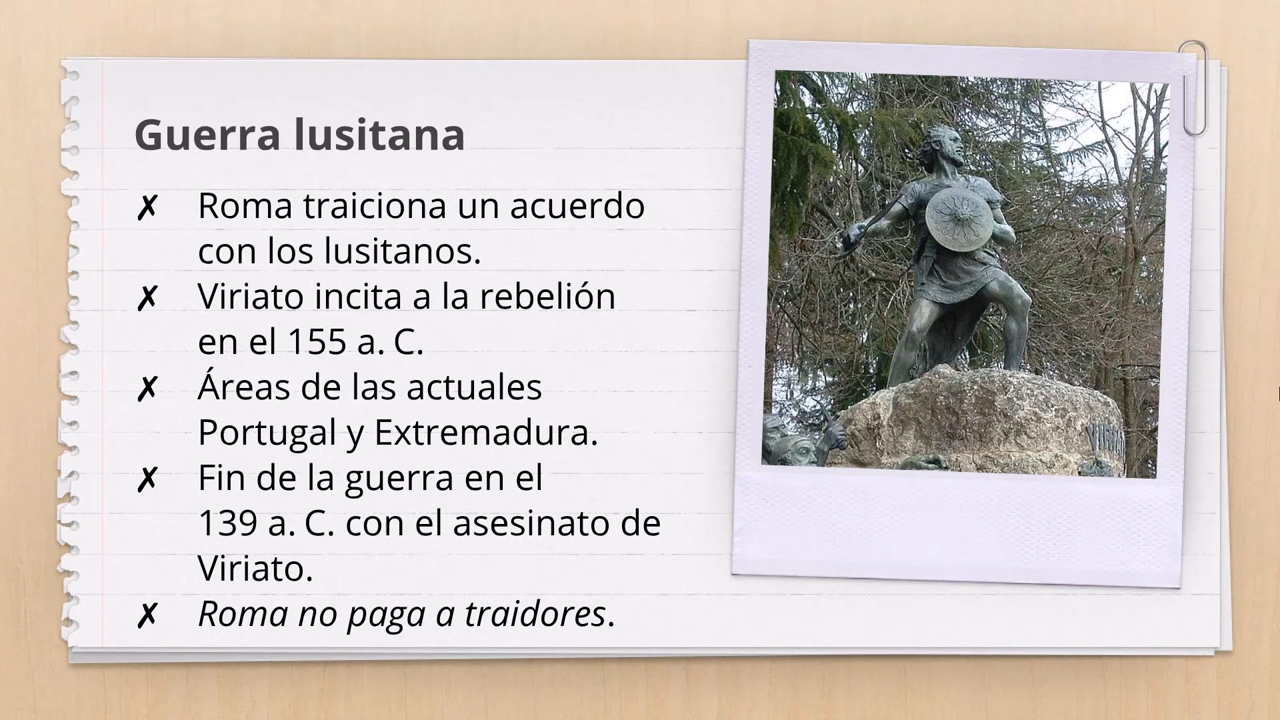 Guerra lusitana
✗ Roma traiciona un acuerdo
con los lusitanos.
✗ Viriato incita a la rebelión
en el 155 a. C.
✗ Áreas de las actuales
Portugal y Extremadura.
✗ Fin de la guerra en el
139 a. C. con el asesinato de
Viriato.
✗ Roma no paga a traidores.